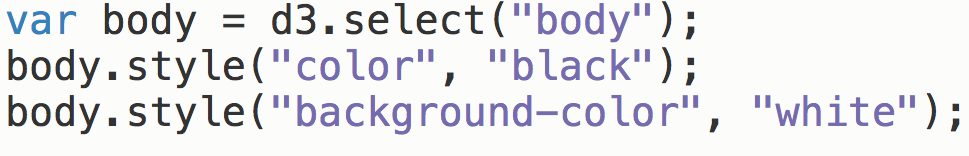 var body = d3.select("body");
body.style("color", "black");
body.style("background-color", "white");